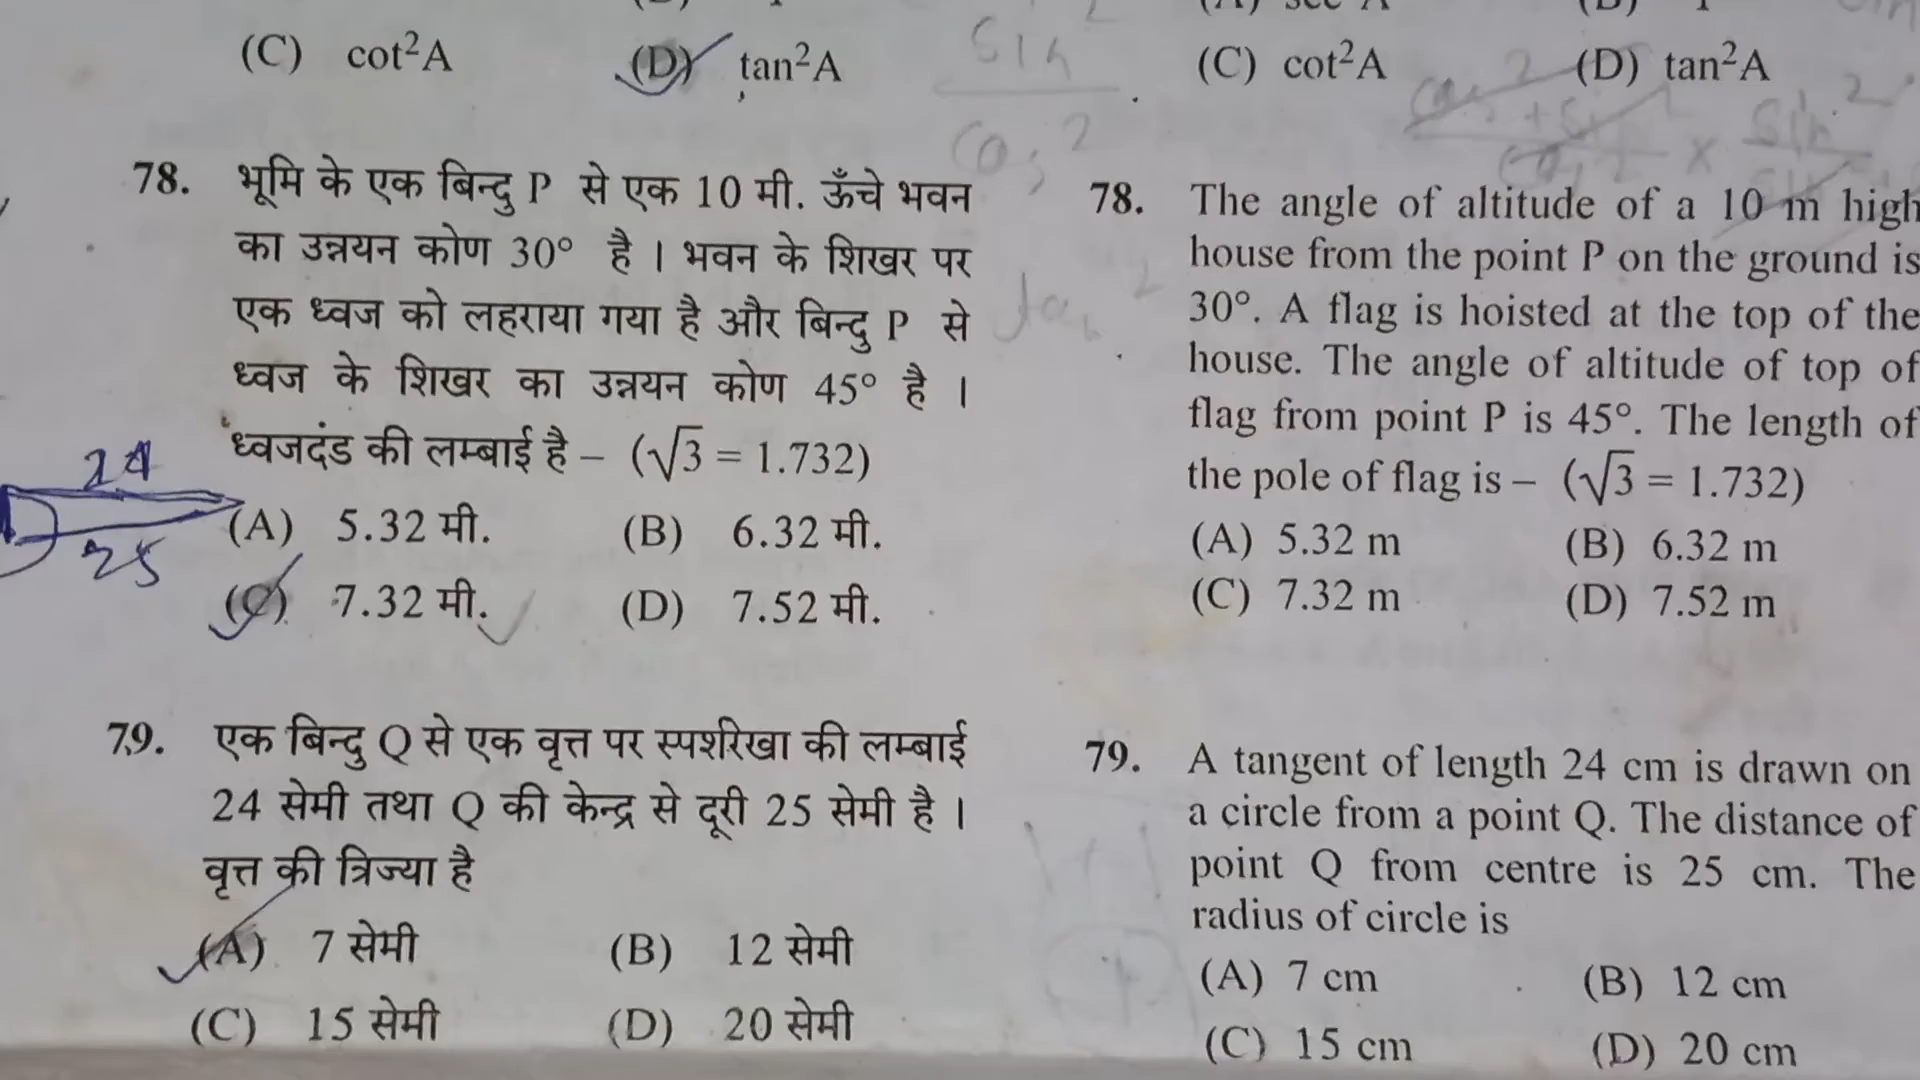 (C) cot²A (D) tan²A
78. भूमि के एक बिन्दु P से एक 10 मी. ऊँचे भवन
का उन्नयन कोण 30° है । भवन के शिखर पर
एक ध्वज को लहराया गया है और बिन्दु P से
ध्वज के शिखर का उन्नयन कोण 45° है ।
ध्वजदंड की लम्बाई है – (√3 = 1.732)
(A) 5.32 मी. (B) 6.32 मी.
(C) 7.32 मी. (D) 7.52 मी.
24
25
79. एक बिन्दु Q से एक वृत्त पर स्पर्शरेखा की लम्बाई
24 सेमी तथा Q की केन्द्र से दूरी 25 सेमी है ।
वृत्त की त्रिज्या है
(A) 7 सेमी (B) 12 सेमी
(C) 15 सेमी (D) 20 सेमी
sin
cos 2
(C) cot²A (D) tan²A
78. The angle of altitude of a 10 m high
house from the point P on the ground is
30°. A flag is hoisted at the top of the
house. The angle of altitude of top of
flag from point P is 45°. The length of
the pole of flag is – (√3 = 1.732)
(A) 5.32 m (B) 6.32 m
(C) 7.32 m (D) 7.52 m
79. A tangent of length 24 cm is drawn on
a circle from a point Q. The distance of
point Q from centre is 25 cm. The
radius of circle is
(A) 7 cm (B) 12 cm
(C) 15 cm (D) 20 cm